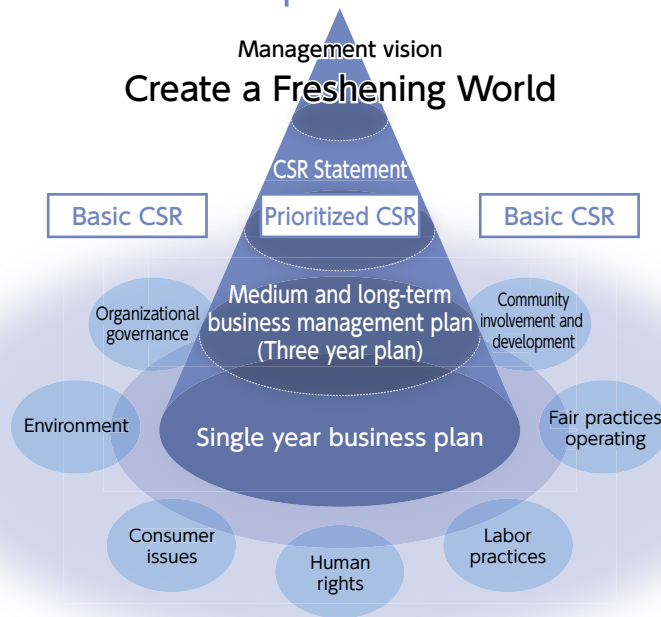 Management vision
Create a Freshening World
CSR Statement
Basic CSR
Prioritized CSR
Basic CSR
Organizational
governance
Medium and long-term
business management plan
(Three year plan)
Community
involvement and
development
Environment
Single year business plan
Fair practices
operating
Consumer
issues
Human
rights
Labor
practices